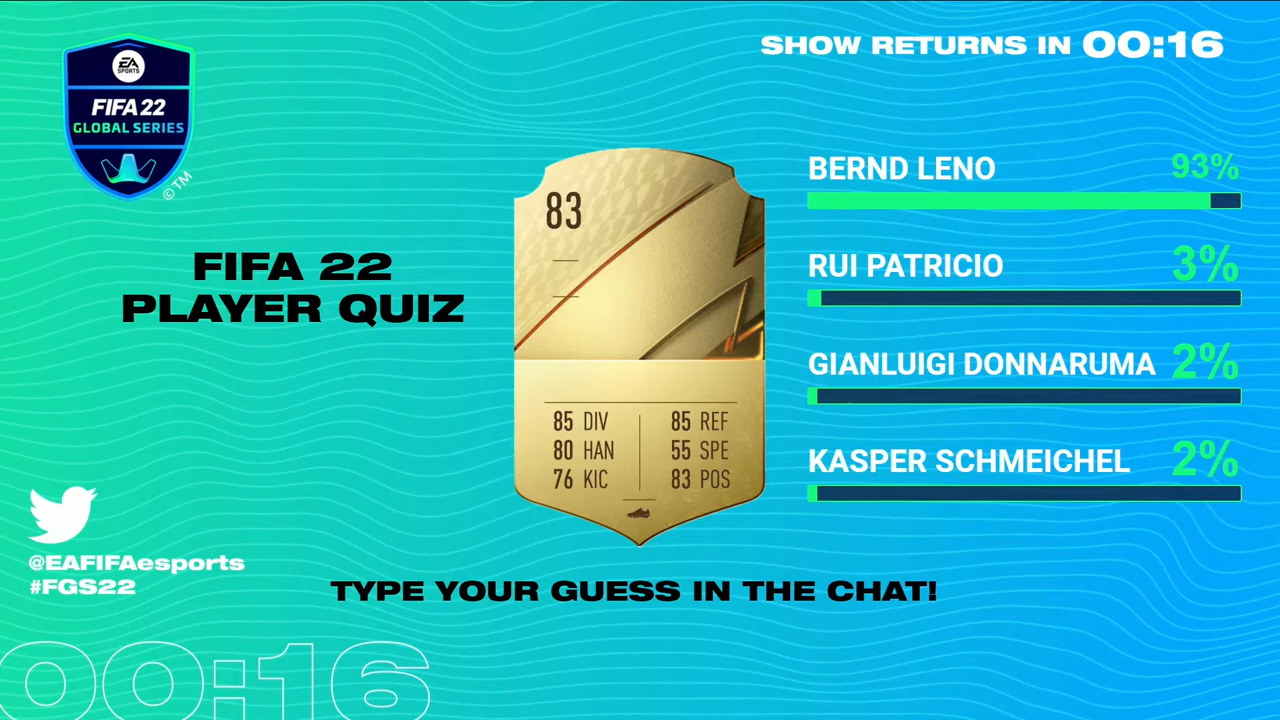 SHOW RETURNS IN 00:16
EA
SPORTS
FIFA 22
GLOBAL SERIES
©™
FIFA 22
PLAYER QUIZ
83
85 DIV 85 REF
80 HAN 55 SPE
76 KIC 83 POS
BERND LENO 93%
RUI PATRICIO 3%
GIANLUIGI DONNARUMA 2%
KASPER SCHMEICHEL 2%
@EAFIFAesports
#FGS22
TYPE YOUR GUESS IN THE CHAT!
00:16